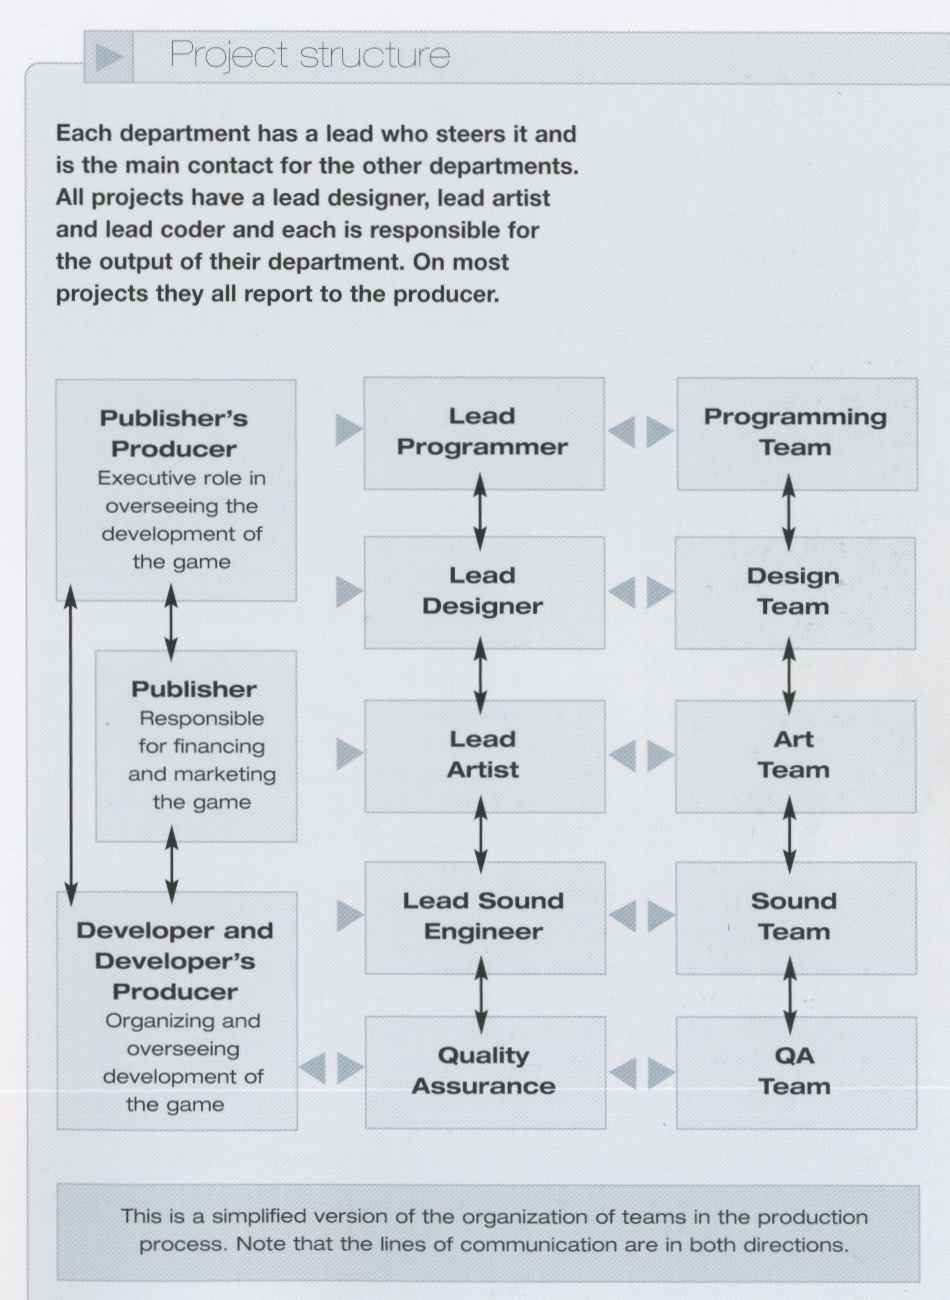 Project structure
Each department has a lead who steers it and
is the main contact for the other departments.
All projects have a lead designer, lead artist
and lead coder and each is responsible for
the output of their department. On most
projects they all report to the producer.
Publisher's
Producer
Executive role in
overseeing the
development of
the game
Publisher
Responsible
for financing
and marketing
the game
Developer and
Developer's
Producer
Organizing and
overseeing
development of
the game
Lead
Programmer
Lead
Designer
Lead
Artist
Lead Sound
Engineer
Quality
Assurance
Programming
Team
Design
Team
Art
Team
Sound
Team
QA
Team
This is a simplified version of the organization of teams in the production
process. Note that the lines of communication are in both directions.